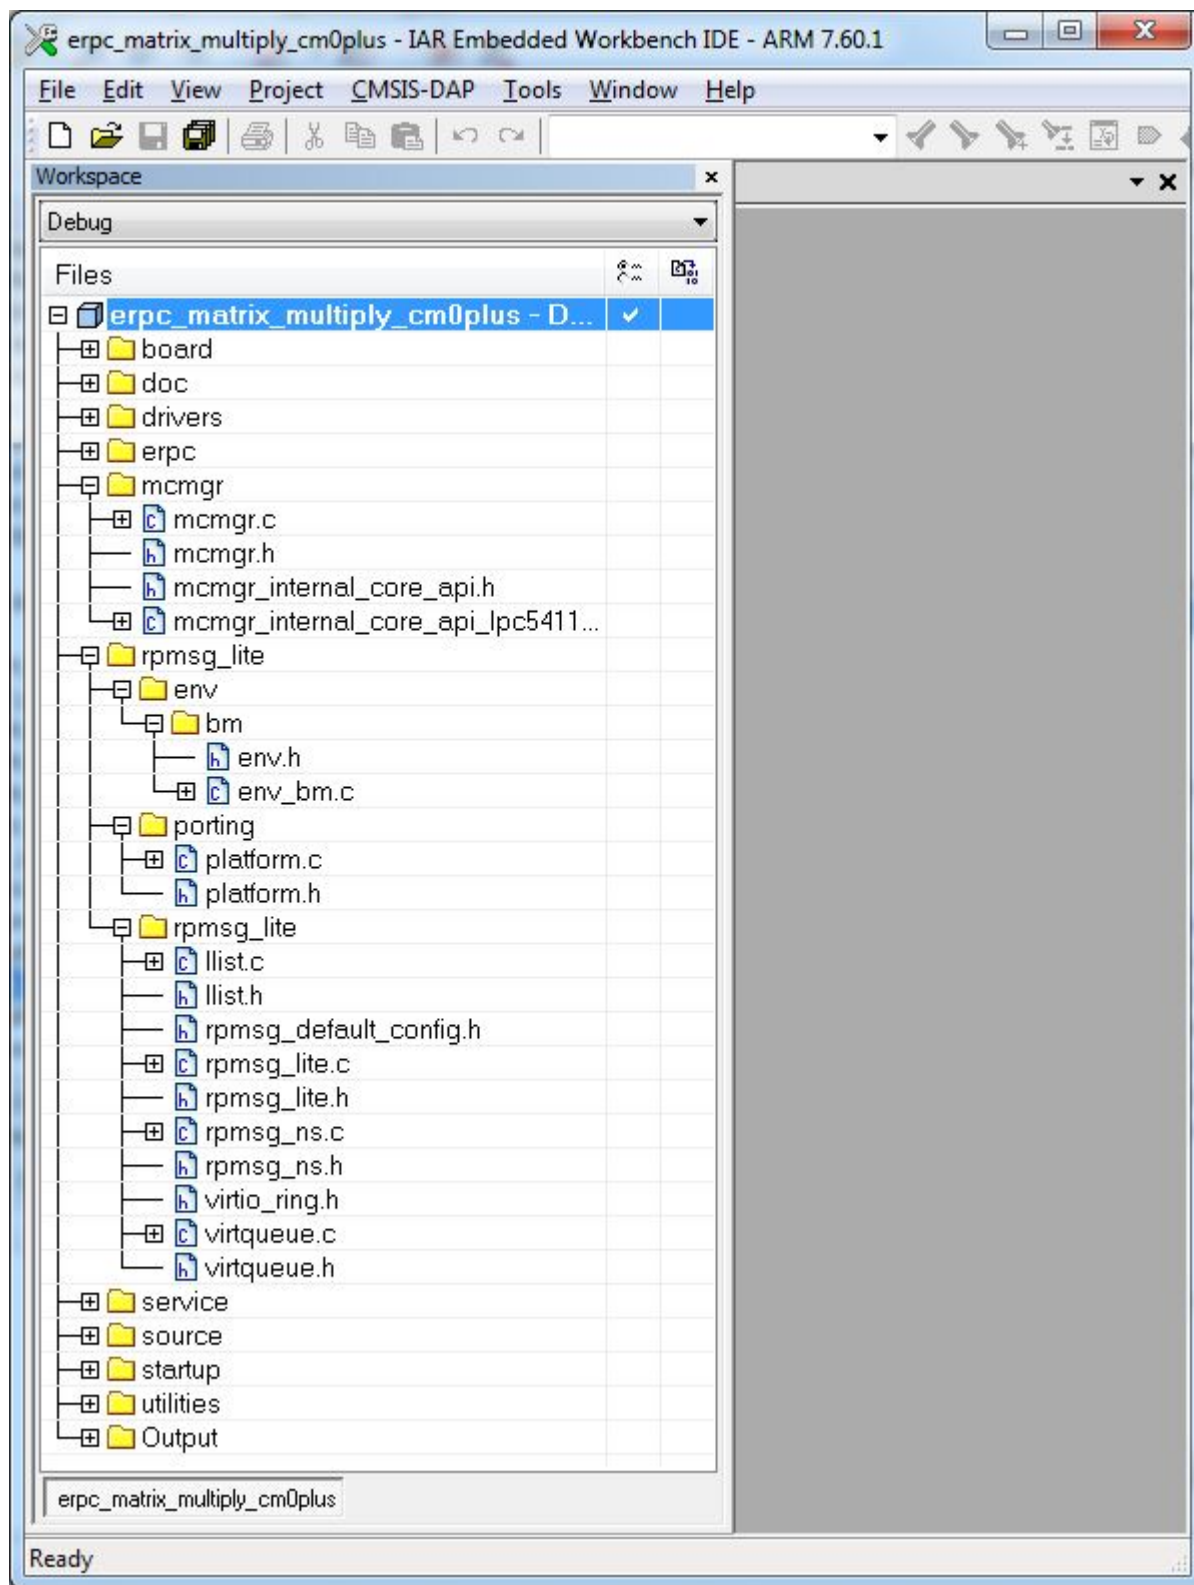 erpc_matrix_multiply_cm0plus - IAR Embedded Workbench IDE - ARM 7.60.1
File Edit View Project CMSIS-DAP Tools Window Help
Workspace
Debug
Files
erpc_matrix_multiply_cm0plus - D...
board
doc
drivers
erpc
mcmgr
mcmgr.c
mcmgr.h
mcmgr_internal_core_api.h
mcmgr_internal_core_api_lpc5411...
rpmsg_lite
env
bm
env.h
env_bm.c
porting
platform.c
platform.h
rpmsg_lite
llist.c
llist.h
rpmsg_default_config.h
rpmsg_lite.c
rpmsg_lite.h
rpmsg_ns.c
rpmsg_ns.h
virtio_ring.h
virtqueue.c
virtqueue.h
service
source
startup
utilities
Output
erpc_matrix_multiply_cm0plus
Ready